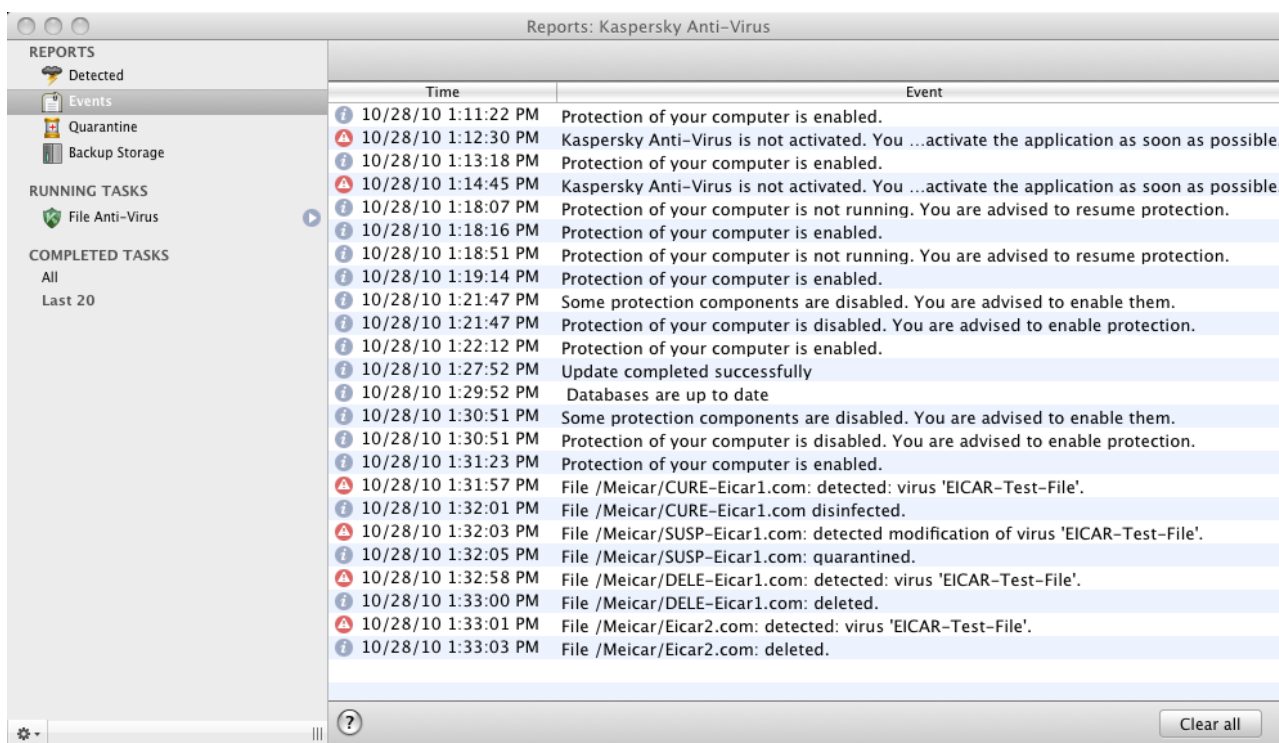 Reports: Kaspersky Anti-Virus
REPORTS
Detected
Events
Quarantine
Backup Storage
RUNNING TASKS
File Anti-Virus
COMPLETED TASKS
All
Last 20
Time Event
10/28/10 1:11:22 PM Protection of your computer is enabled.
10/28/10 1:12:30 PM Kaspersky Anti-Virus is not activated. You ...activate the application as soon as possible.
10/28/10 1:13:18 PM Protection of your computer is enabled.
10/28/10 1:14:45 PM Kaspersky Anti-Virus is not activated. You ...activate the application as soon as possible.
10/28/10 1:18:07 PM Protection of your computer is not running. You are advised to resume protection.
10/28/10 1:18:16 PM Protection of your computer is enabled.
10/28/10 1:18:51 PM Protection of your computer is not running. You are advised to resume protection.
10/28/10 1:19:14 PM Protection of your computer is enabled.
10/28/10 1:21:47 PM Some protection components are disabled. You are advised to enable them.
10/28/10 1:21:47 PM Protection of your computer is disabled. You are advised to enable protection.
10/28/10 1:22:12 PM Protection of your computer is enabled.
10/28/10 1:27:52 PM Update completed successfully
10/28/10 1:29:52 PM Databases are up to date
10/28/10 1:30:51 PM Some protection components are disabled. You are advised to enable them.
10/28/10 1:30:51 PM Protection of your computer is disabled. You are advised to enable protection.
10/28/10 1:31:23 PM Protection of your computer is enabled.
10/28/10 1:31:57 PM File /Meicar/CURE-Eicar1.com: detected: virus 'EICAR-Test-File'.
10/28/10 1:32:01 PM File /Meicar/CURE-Eicar1.com disinfected.
10/28/10 1:32:03 PM File /Meicar/SUSP-Eicar1.com: detected modification of virus 'EICAR-Test-File'.
10/28/10 1:32:05 PM File /Meicar/SUSP-Eicar1.com: quarantined.
10/28/10 1:32:58 PM File /Meicar/DELE-Eicar1.com: detected: virus 'EICAR-Test-File'.
10/28/10 1:33:00 PM File /Meicar/DELE-Eicar1.com: deleted.
10/28/10 1:33:01 PM File /Meicar/Eicar2.com: detected: virus 'EICAR-Test-File'.
10/28/10 1:33:03 PM File /Meicar/Eicar2.com: deleted.
? Clear all